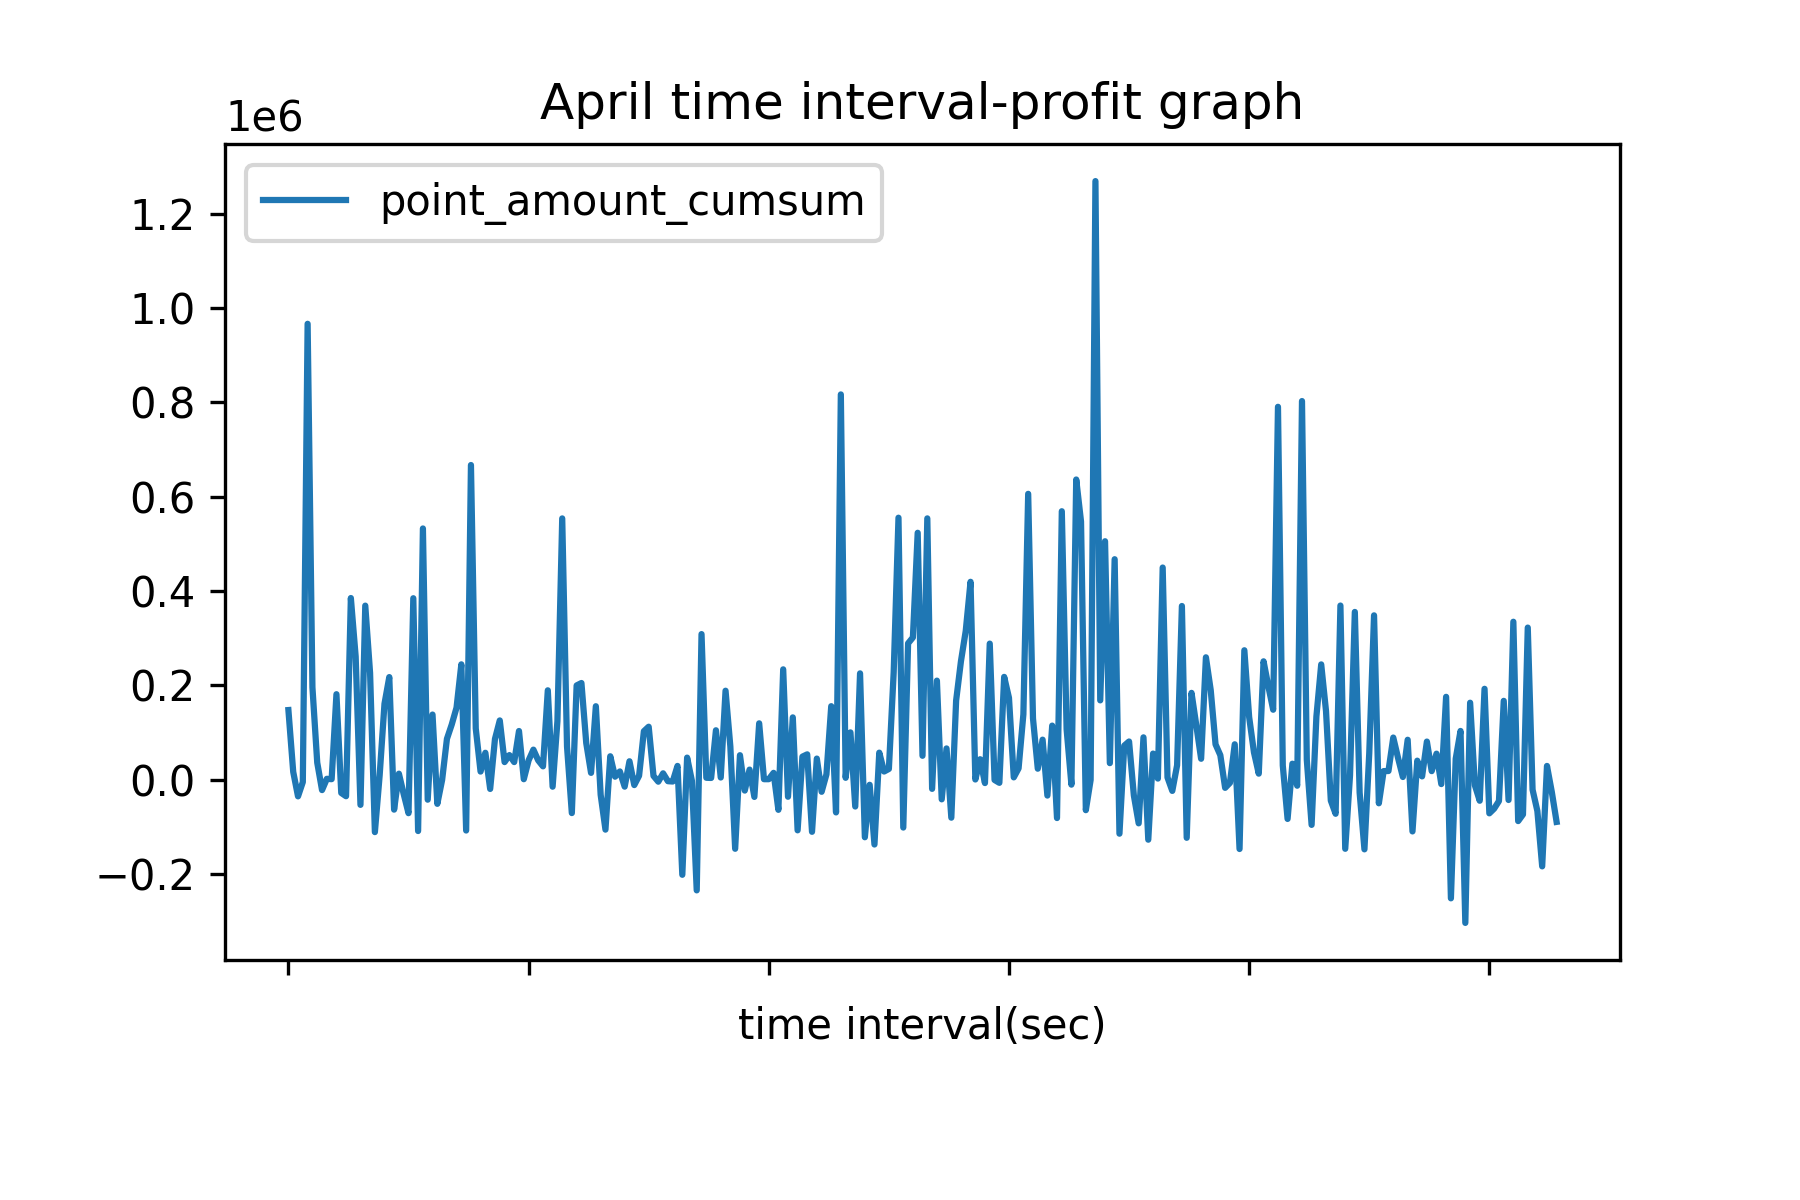 April time interval-profit graph
1e6
point_amount_cumsum
1.2
1.0
0.8
0.6
0.4
0.2
0.0
−0.2
time interval(sec)